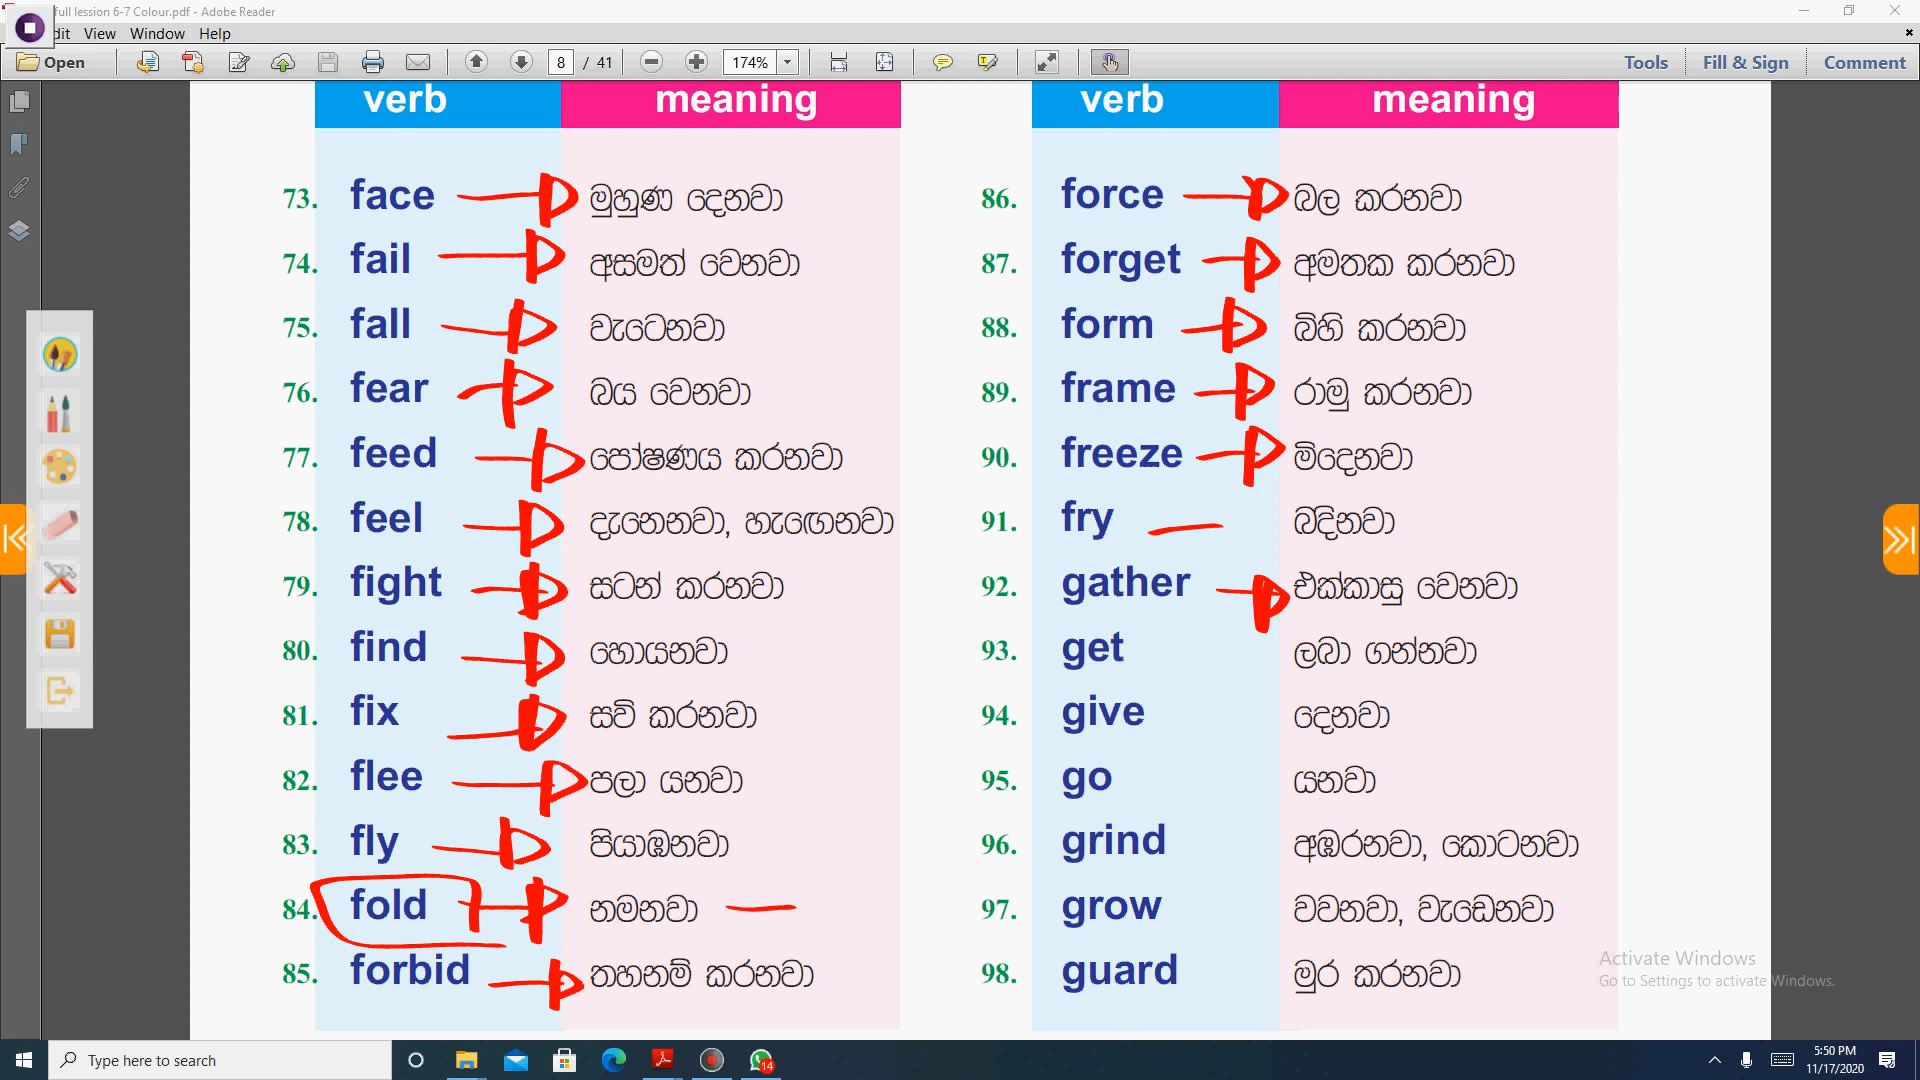 full lession 6-7 Colour.pdf - Adobe Reader
dit View Window Help
Open 8 / 41 174% Tools Fill & Sign Comment
verb meaning verb meaning
73. face මුහුණ දෙනවා
74. fail අසමත් වෙනවා
75. fall වැටෙනවා
76. fear බය වෙනවා
77. feed පෝෂණය කරනවා
78. feel දැනෙනවා, හැඟෙනවා
79. fight සටන් කරනවා
80. find හොයනවා
81. fix සවි කරනවා
82. flee පලා යනවා
83. fly පියාඹනවා
84. fold නමනවා
85. forbid තහනම් කරනවා
86. force බල කරනවා
87. forget අමතක කරනවා
88. form බිහි කරනවා
89. frame රාමු කරනවා
90. freeze මිදෙනවා
91. fry බදිනවා
92. gather එක්කාසු වෙනවා
93. get ලබා ගන්නවා
94. give දෙනවා
95. go යනවා
96. grind අඹරනවා, කොටනවා
97. grow වවනවා, වැඩෙනවා
98. guard මුර කරනවා
Activate Windows
Go to Settings to activate Windows.
Type here to search
14
5:50 PM
11/17/2020